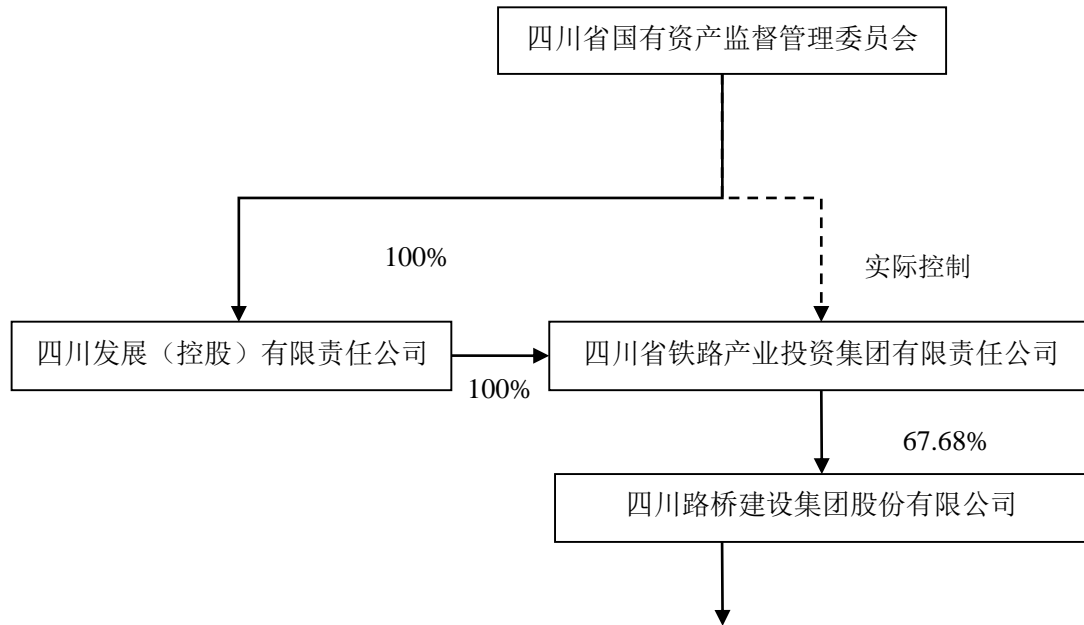 四川省国有资产监督管理委员会
100%
实际控制
四川发展（控股）有限责任公司
100%
四川省铁路产业投资集团有限责任公司
67.68%
四川路桥建设集团股份有限公司